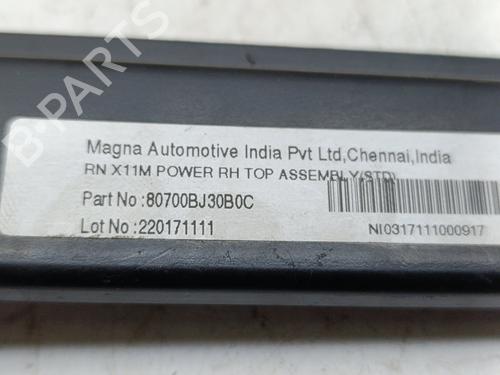 B-PARTS
Magna Automotive India Pvt Ltd,Chennai,India
RN X11M POWER RH TOP ASSEMBLY(STD)
Part No :80700BJ30B0C
Lot No :220171111
NI0317111000917